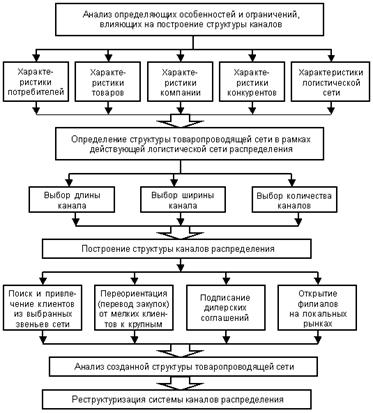 Анализ определяющих особенностей и ограничений,
влияющих на построение структуры каналов
Характе-
ристики
потребителей
Характе-
ристики
товаров
Характе-
ристики
компании
Характе-
ристики
конкурентов
Характеристики
логистической
сети
Определение структуры товаропроводящей сети в рамках
действующей логистической сети распределения
Выбор длины
канала
Выбор ширины
канала
Выбор количества
каналов
Построение структуры каналов распределения
Поиск и привле-
чение клиентов
из выбранных
звеньев сети
Переориентация
(перевод закупок)
от мелких клиен-
тов к крупным
Подписание
дилерских
соглашений
Открытие
филиалов
на локальных
рынках
Анализ созданной структуры товаропроводящей сети
Реструктуризация системы каналов распределения